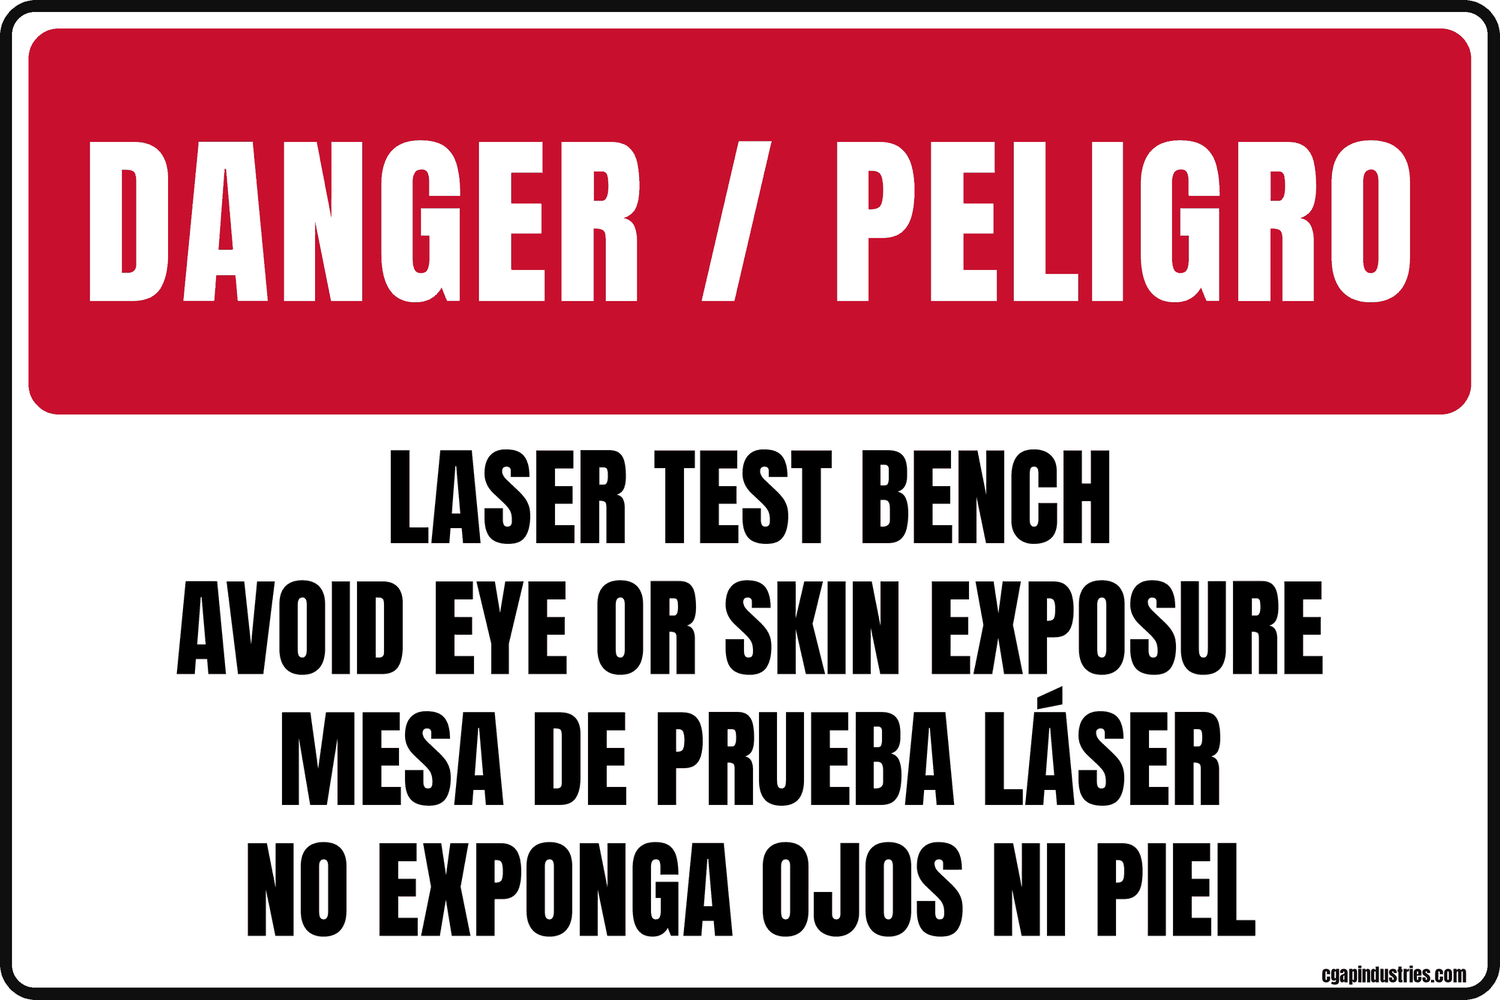 DANGER / PELIGRO
LASER TEST BENCH
AVOID EYE OR SKIN EXPOSURE
MESA DE PRUEBA LÁSER
NO EXPONGA OJOS NI PIEL
cgapindustries.com